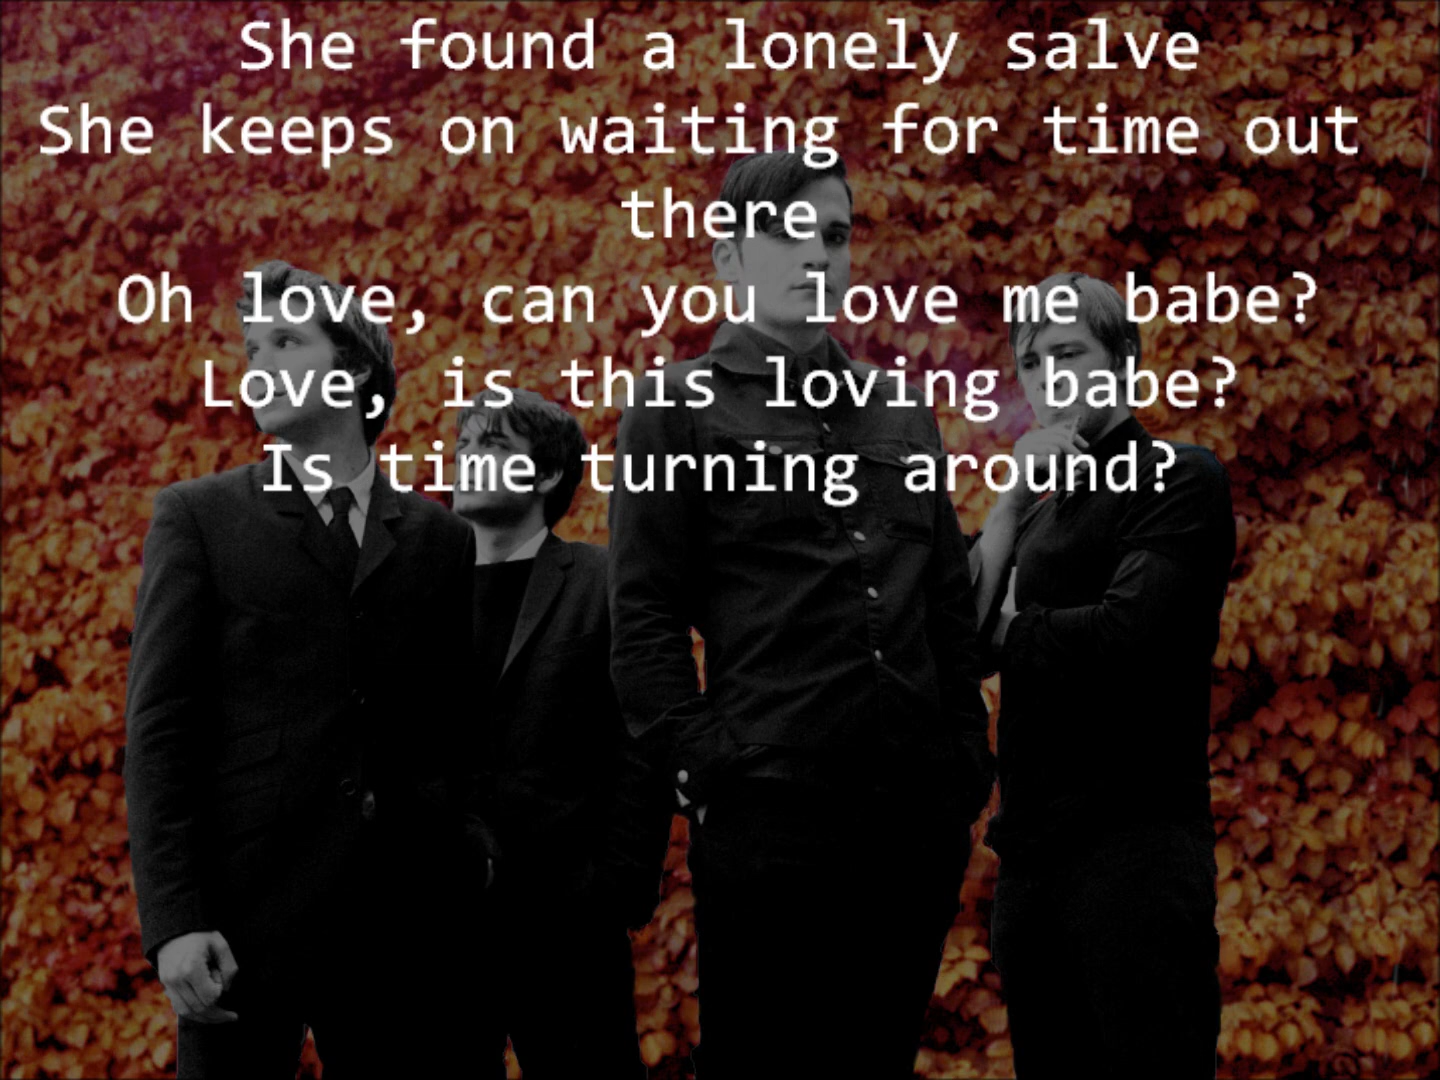 She found a lonely salve
She keeps on waiting for time out
there
Oh love, can you love me babe?
Love, is this loving babe?
Is time turning around?